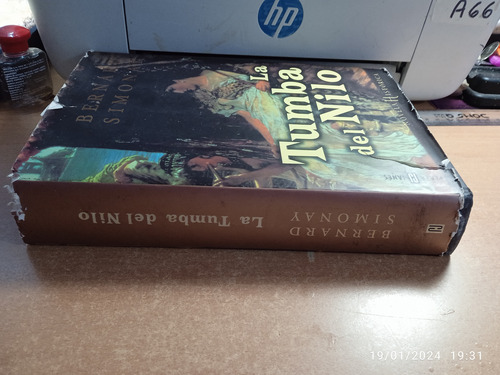 hp
A66
BERNARD
SIMONAY
La
Tumba
del Nilo
BERNARD
SIMONAY
La Tumba del Nilo
19/01/2024 19:31